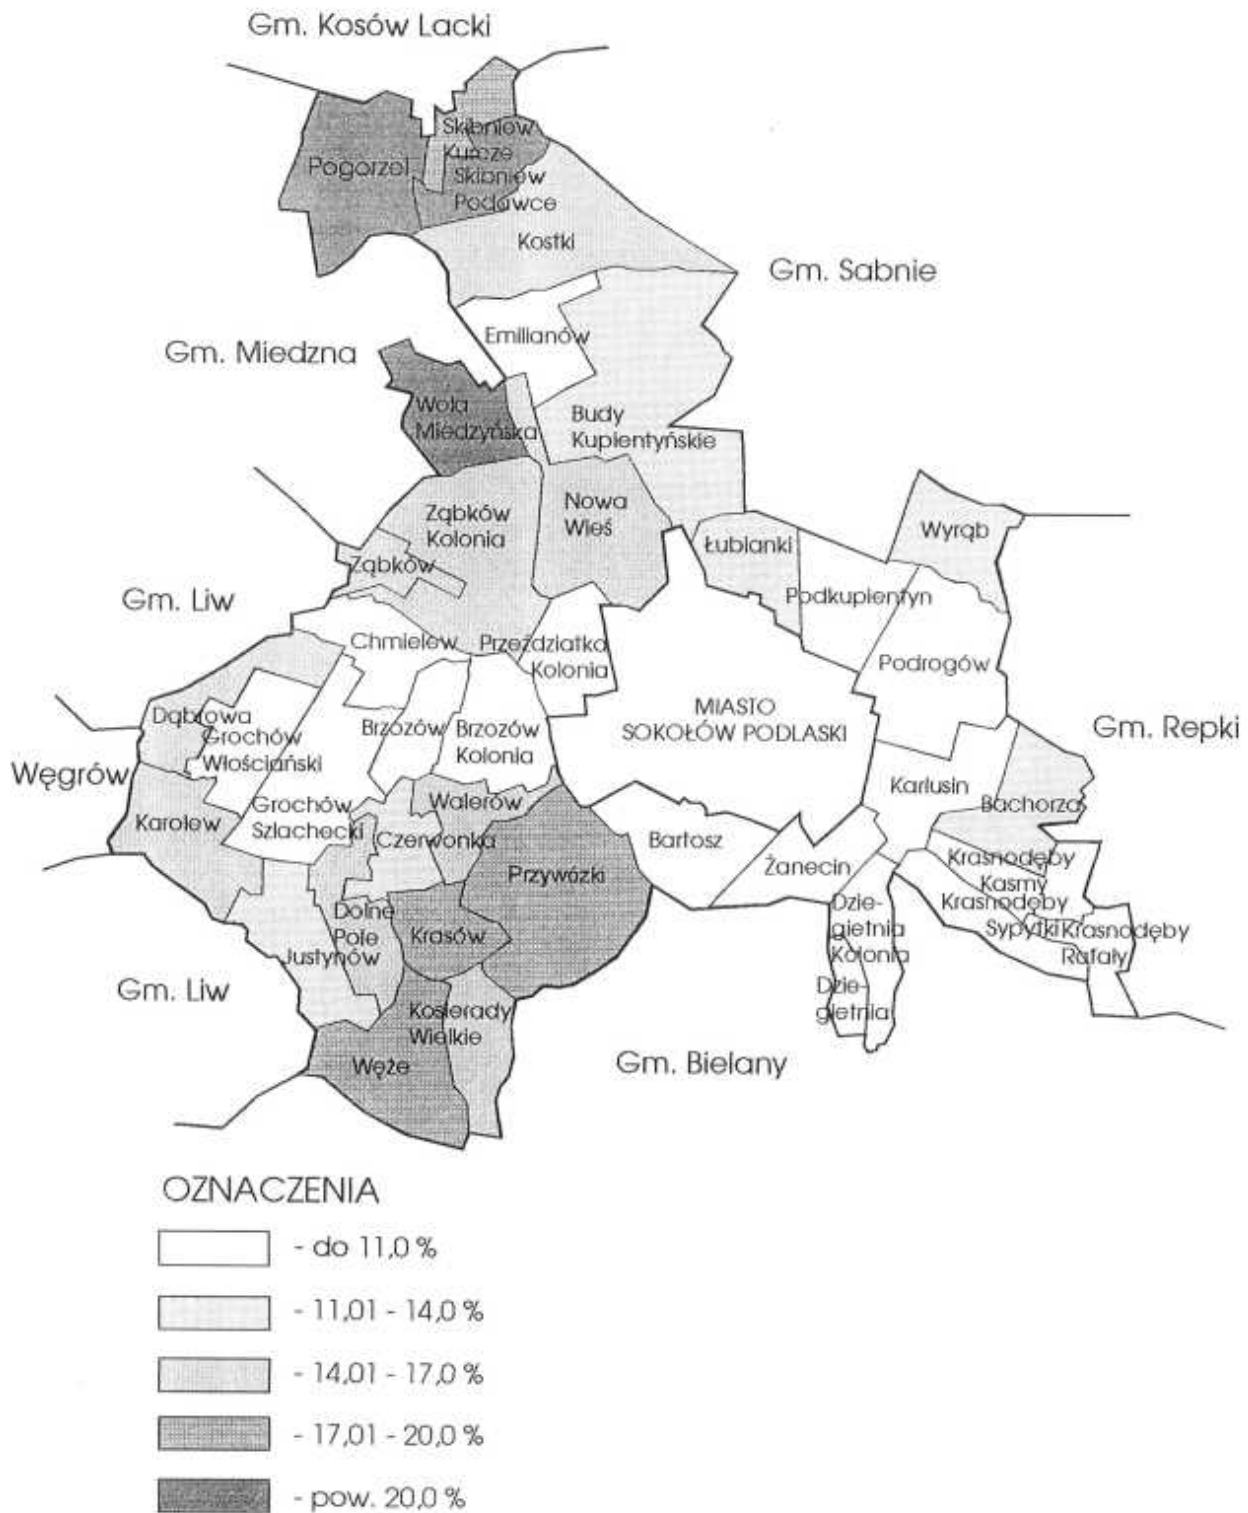 Gm. Kosów Lacki
Skibniew
Kurcze
Pogorzel
Skibniew
Podawce
Kostki
Gm. Sabnie
Emilianów
Gm. Miedzna
Wola
Miedzyńska
Budy
Kupientyńskie
Ząbków
Kolonia
Nowa
Wieś
Łubianki
Wyrąb
Ząbków
Podkupientyn
Gm. Liw
Chmielew
Przeździatka
Kolonia
Podrogów
MIASTO
SOKOŁÓW PODLASKI
Dąbrowa
Grochów
Włościański
Brzozów
Brzozów
Kolonia
Gm. Repki
Węgrów
Karlusin
Bachorza
Grochów
Szlachecki
Walerów
Karolew
Czerwonka
Bartosz
Żanecin
Przywózki
Krasnodęby
Kasmy
Krasnodęby
Sypytki
Krasnodęby
Rafały
Dolne
Pole
Krasów
Dzie-
gietnia
Kolonia
Justynów
Gm. Liw
Dzie-
gietnia
Kosierady
Wielkie
Węże
Gm. Bielany
OZNACZENIA
- do 11,0 %
- 11,01 - 14,0 %
- 14,01 - 17,0 %
- 17,01 - 20,0 %
- pow. 20,0 %